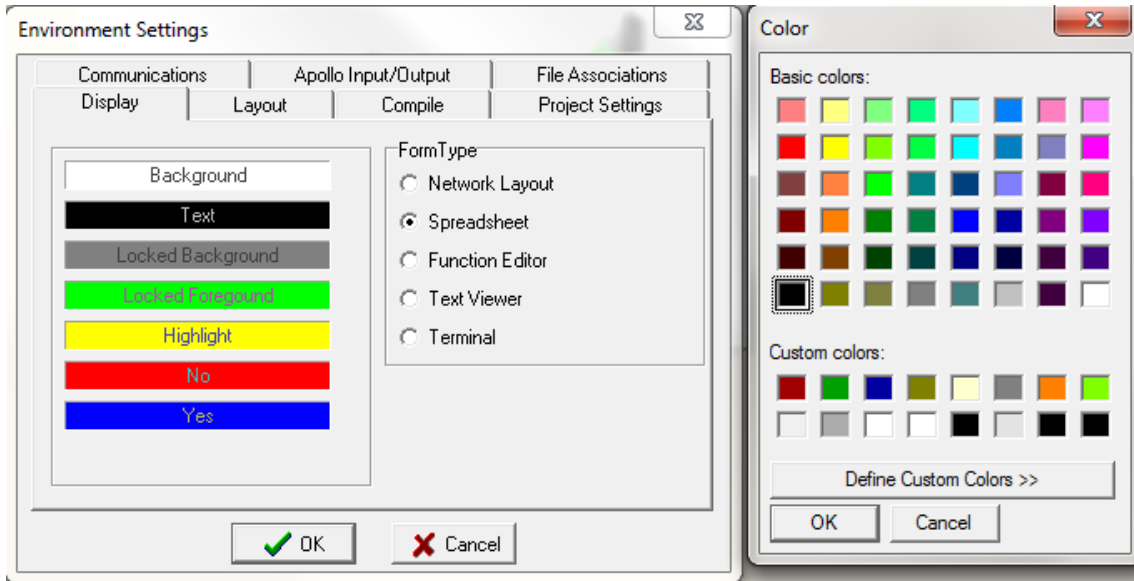 Environment Settings
Communications
Apollo Input/Output
File Associations
Display
Layout
Compile
Project Settings
Background
Text
Locked Background
Locked Foregound
Highlight
No
Yes
FormType
Network Layout
Spreadsheet
Function Editor
Text Viewer
Terminal
OK
Cancel
Color
Basic colors:
Custom colors:
Define Custom Colors >>
OK
Cancel